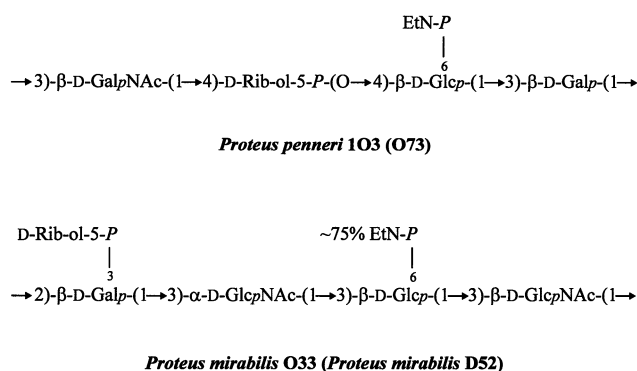 EtN-P
6
→3)-β-D-GalpNAc-(1→4)-D-Rib-ol-5-P-(O→4)-β-D-Glcp-(1→3)-β-D-Galp-(1→
Proteus penneri 1O3 (O73)
D-Rib-ol-5-P ~75% EtN-P
3 6
→2)-β-D-Galp-(1→3)-α-D-GlcpNAc-(1→3)-β-D-Glcp-(1→3)-β-D-GlcpNAc-(1→
Proteus mirabilis O33 (Proteus mirabilis D52)